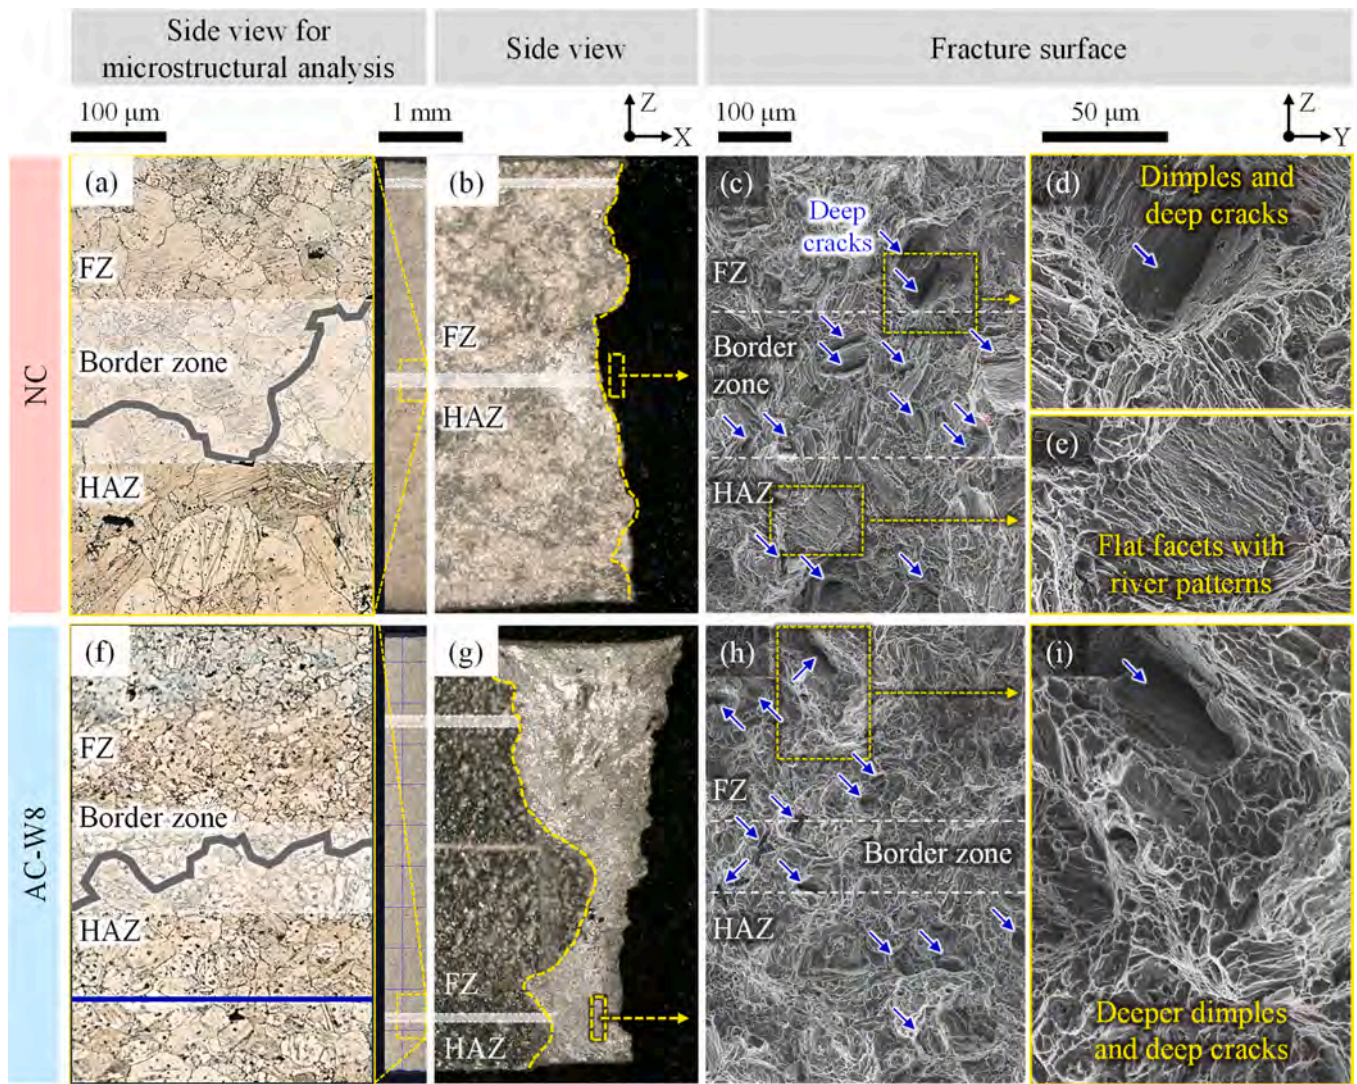 Side view for
microstructural analysis
Side view
Fracture surface
100 μm
1 mm
Z
X
100 μm
50 μm
Z
Y
NC
(a)
FZ
Border zone
HAZ
(b)
FZ
HAZ
(c)
Deep
cracks
FZ
Border
zone
HAZ
(d)
Dimples and
deep cracks
(e)
Flat facets with
river patterns
AC-W8
(f)
FZ
Border zone
HAZ
(g)
FZ
HAZ
(h)
FZ
Border zone
HAZ
(i)
Deeper dimples
and deep cracks